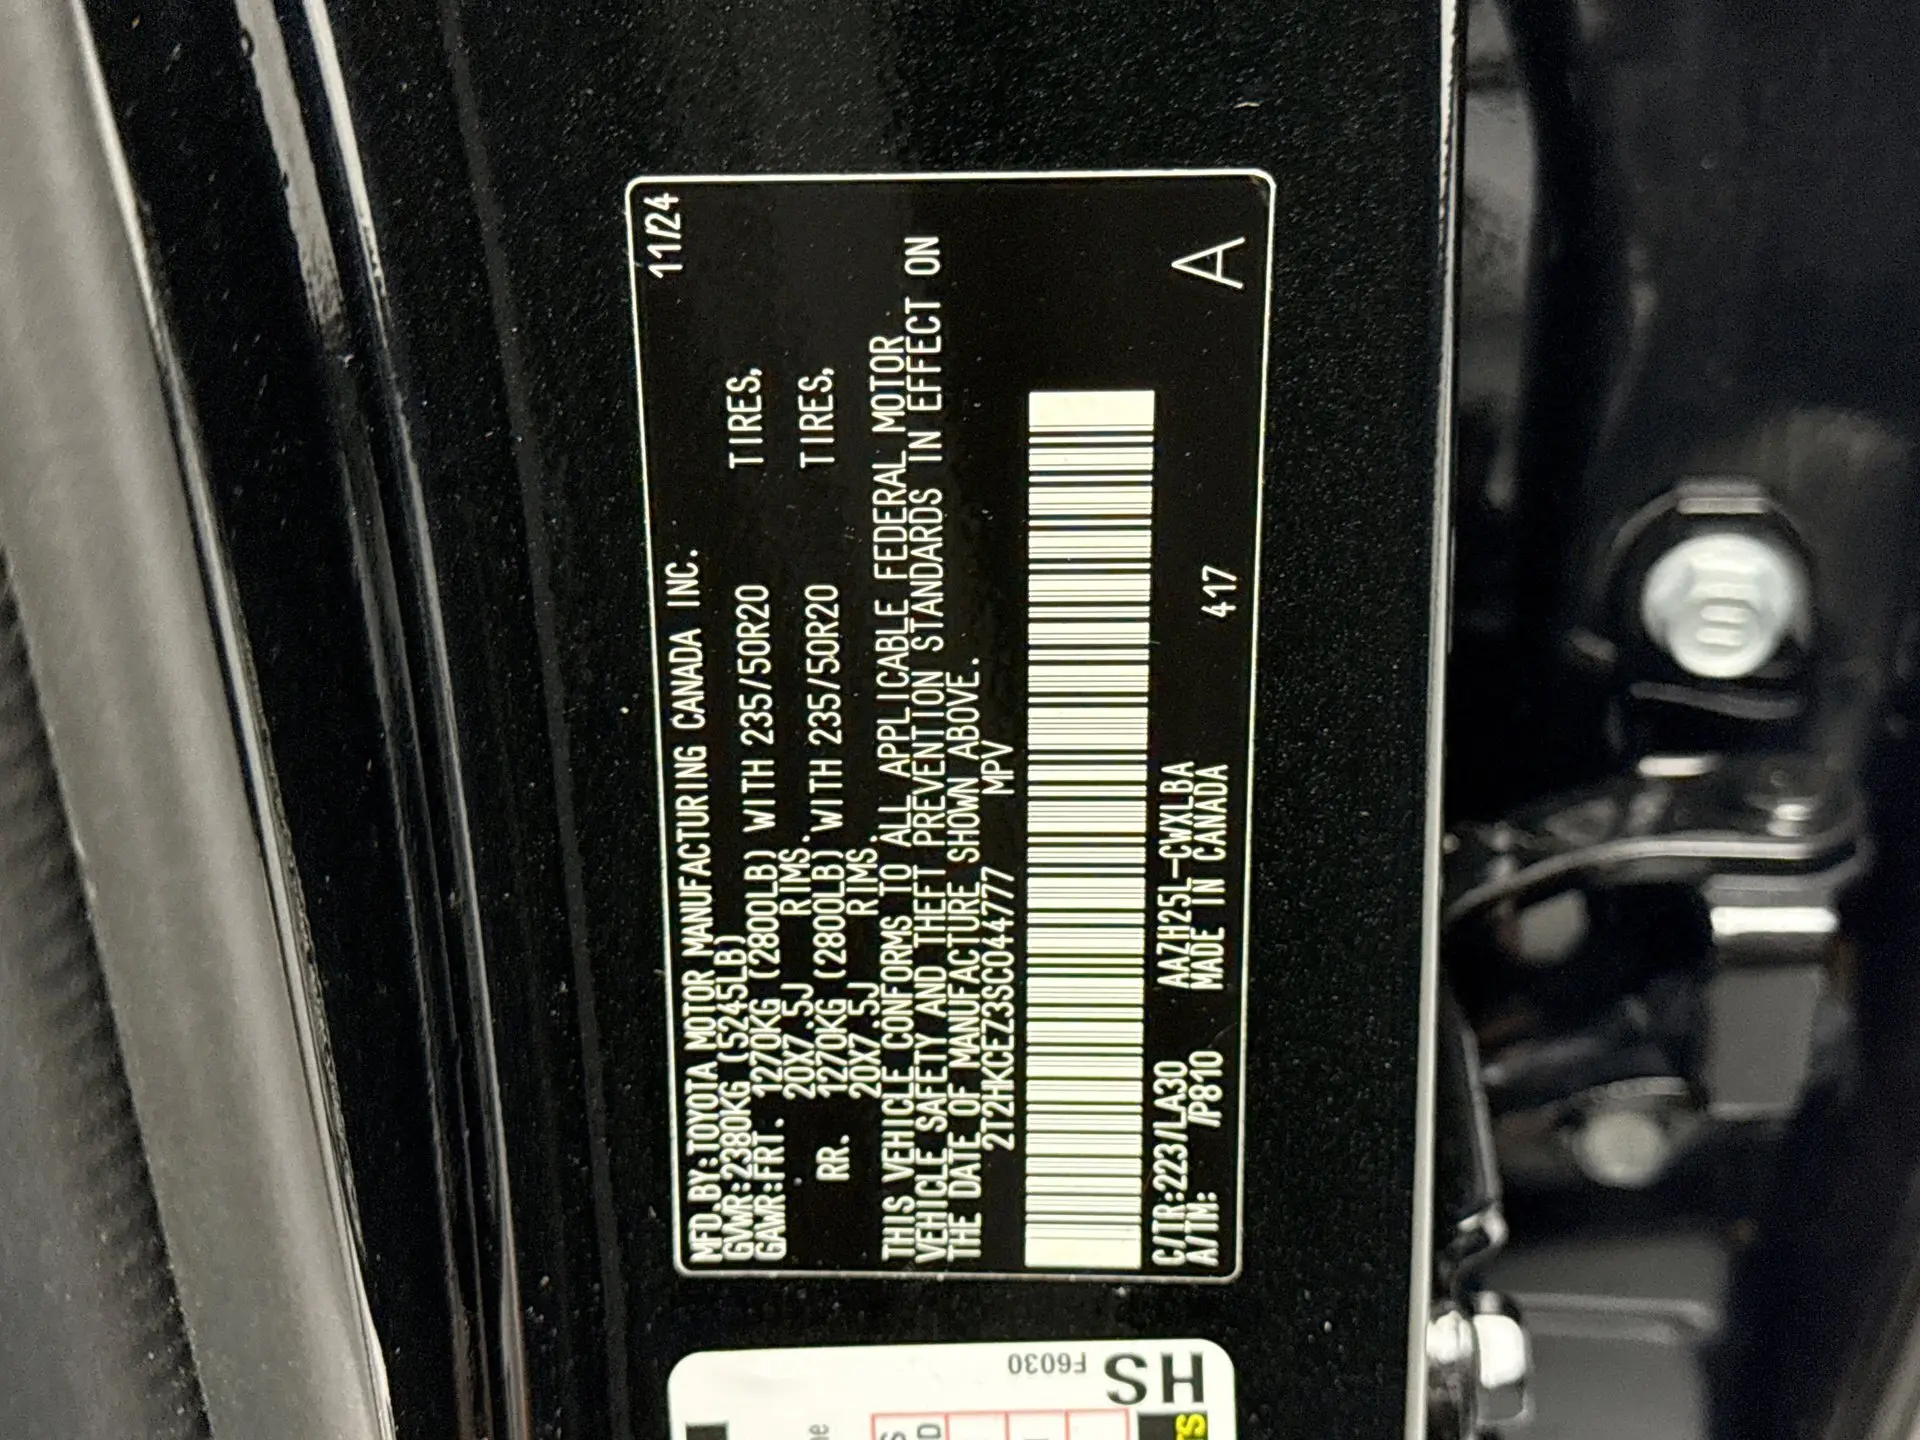 MFD.BY:TOYOTA MOTOR MANUFACTURING CANADA INC. 11/24
GVWR:2380KG (5245LB)
GAWR:FRT. 1270KG (2800LB) WITH 235/50R20 TIRES,
20X7.5J RIMS.
RR. 1270KG (2800LB) WITH 235/50R20 TIRES,
20X7.5J RIMS.
THIS VEHICLE CONFORMS TO ALL APPLICABLE FEDERAL MOTOR
VEHICLE SAFETY AND THEFT PREVENTION STANDARDS IN EFFECT ON
THE DATE OF MANUFACTURE SHOWN ABOVE.
2T2HKCEZ3SC044777 MPV
C/TR:223/LA30 AAZH25L-CWXLBA
A/TM: /P810 MADE IN CANADA 417 A
F6030
HS